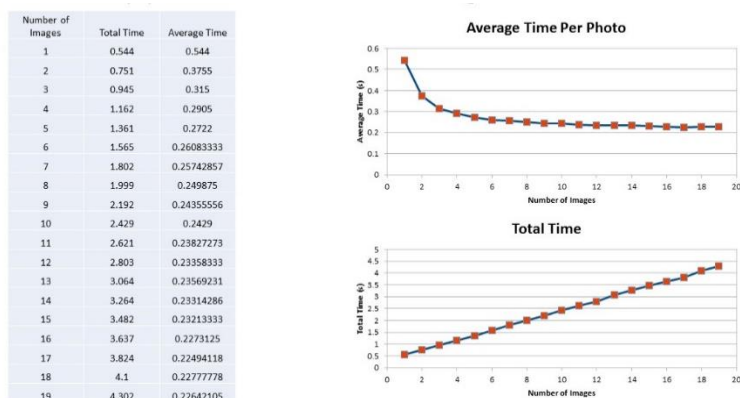 Number of
Images Total Time Average Time
1 0.544 0.544
2 0.751 0.3755
3 0.945 0.315
4 1.162 0.2905
5 1.361 0.2722
6 1.565 0.26083333
7 1.802 0.25742857
8 1.999 0.249875
9 2.192 0.24355556
10 2.429 0.2429
11 2.621 0.23827273
12 2.803 0.23358333
13 3.064 0.23569231
14 3.264 0.23314286
15 3.482 0.23213333
16 3.637 0.2273125
17 3.824 0.22494118
18 4.1 0.22777778
19 4.302 0.22642105
Average Time Per Photo
Average Time (s)
0.6
0.5
0.4
0.3
0.2
0.1
0
0 2 4 6 8 10 12 14 16 18 20
Number of Images
Total Time
Total Time (s)
5
4.5
4
3.5
3
2.5
2
1.5
1
0.5
0
0 2 4 6 8 10 12 14 16 18 20
Number of Images